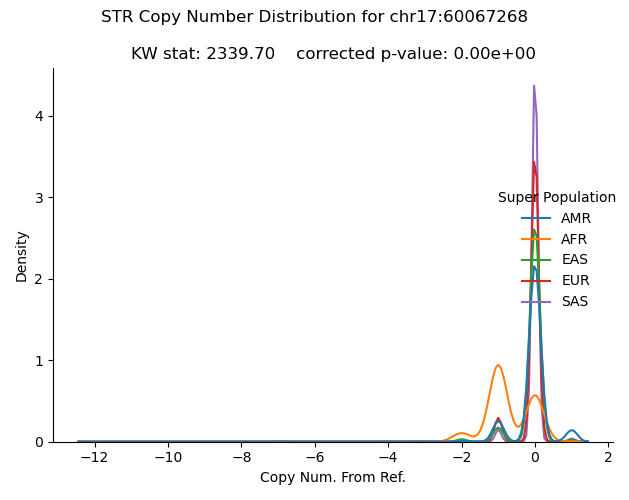 STR Copy Number Distribution for chr17:60067268
KW stat: 2339.70    corrected p-value: 0.00e+00
Density
4
3
2
1
0
Super Population
AMR
AFR
EAS
EUR
SAS
−12 −10 −8 −6 −4 −2 0 2
Copy Num. From Ref.